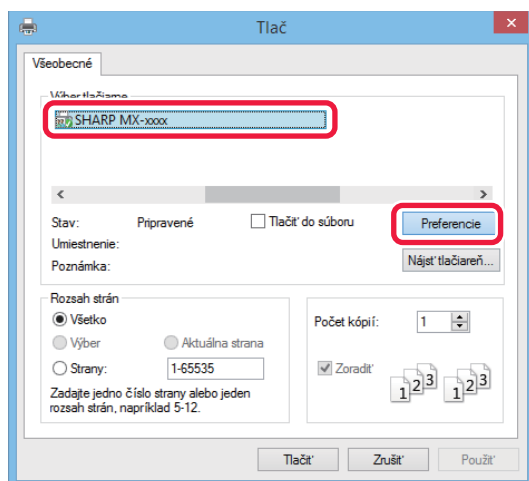 Tlač
Všeobecné
Výber tlačiarne
SHARP MX-xxxx
Stav: Pripravené Tlačiť do súboru Preferencie
Umiestnenie:
Poznámka: Nájsť tlačiareň...
Rozsah strán
Všetko
Výber Aktuálna strana
Strany: 1-65535
Zadajte jedno číslo strany alebo jeden
rozsah strán, napríklad 5-12.
Počet kópií: 1
Zoradiť
1 2 3 1 2 3
Tlačiť Zrušiť Použiť